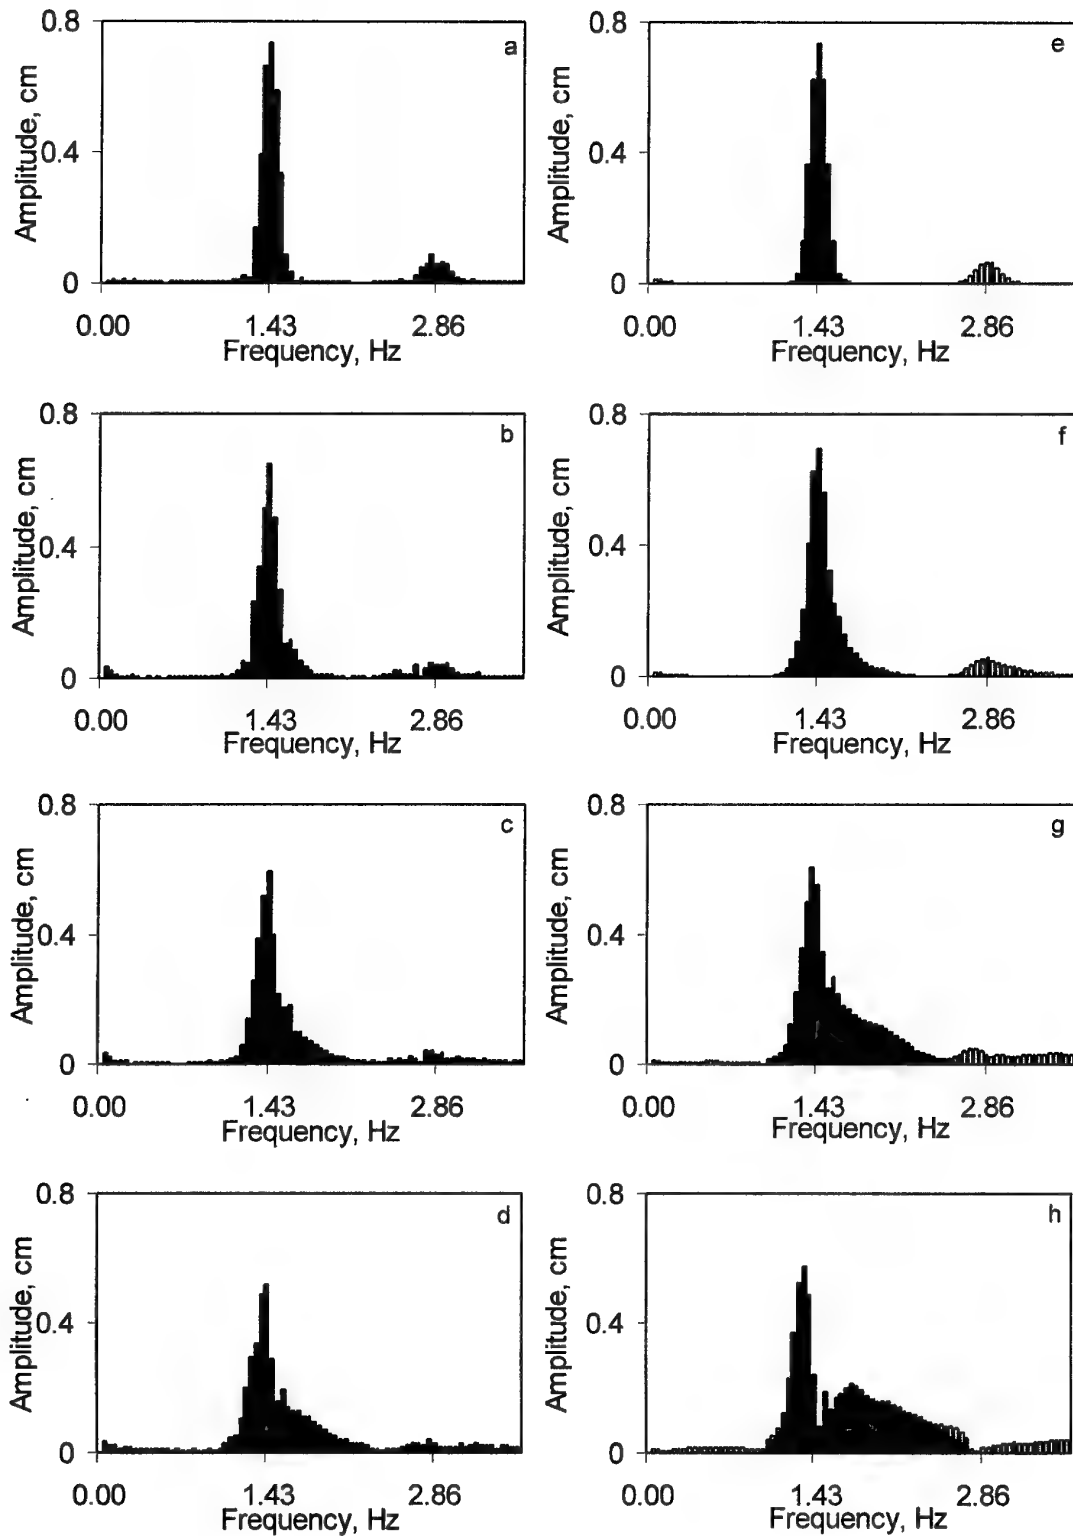 0.8
a
Amplitude, cm
0.4
0
0.00 1.43 2.86
Frequency, Hz
0.8
e
Amplitude, cm
0.4
0
0.00 1.43 2.86
Frequency, Hz
0.8
b
Amplitude, cm
0.4
0
0.00 1.43 2.86
Frequency, Hz
0.8
f
Amplitude, cm
0.4
0
0.00 1.43 2.86
Frequency, Hz
0.8
c
Amplitude, cm
0.4
0
0.00 1.43 2.86
Frequency, Hz
0.8
g
Amplitude, cm
0.4
0
0.00 1.43 2.86
Frequency, Hz
0.8
d
Amplitude, cm
0.4
0
0.00 1.43 2.86
Frequency, Hz
0.8
h
Amplitude, cm
0.4
0
0.00 1.43 2.86
Frequency, Hz